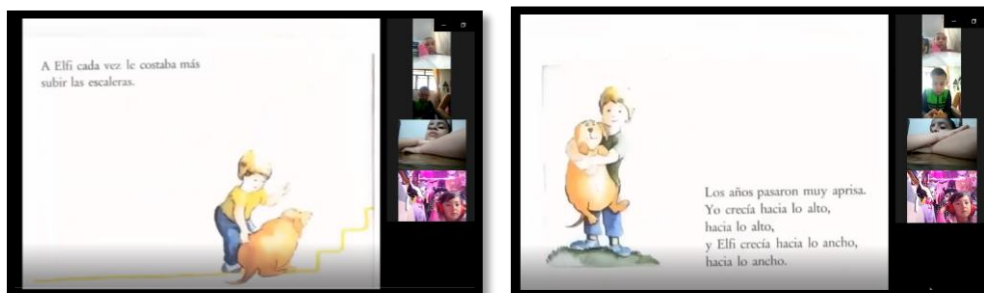 A Elfi cada vez le costaba más
subir las escaleras.
Los años pasaron muy aprisa.
Yo crecía hacia lo alto,
hacia lo alto,
y Elfi crecía hacia lo ancho,
hacia lo ancho.